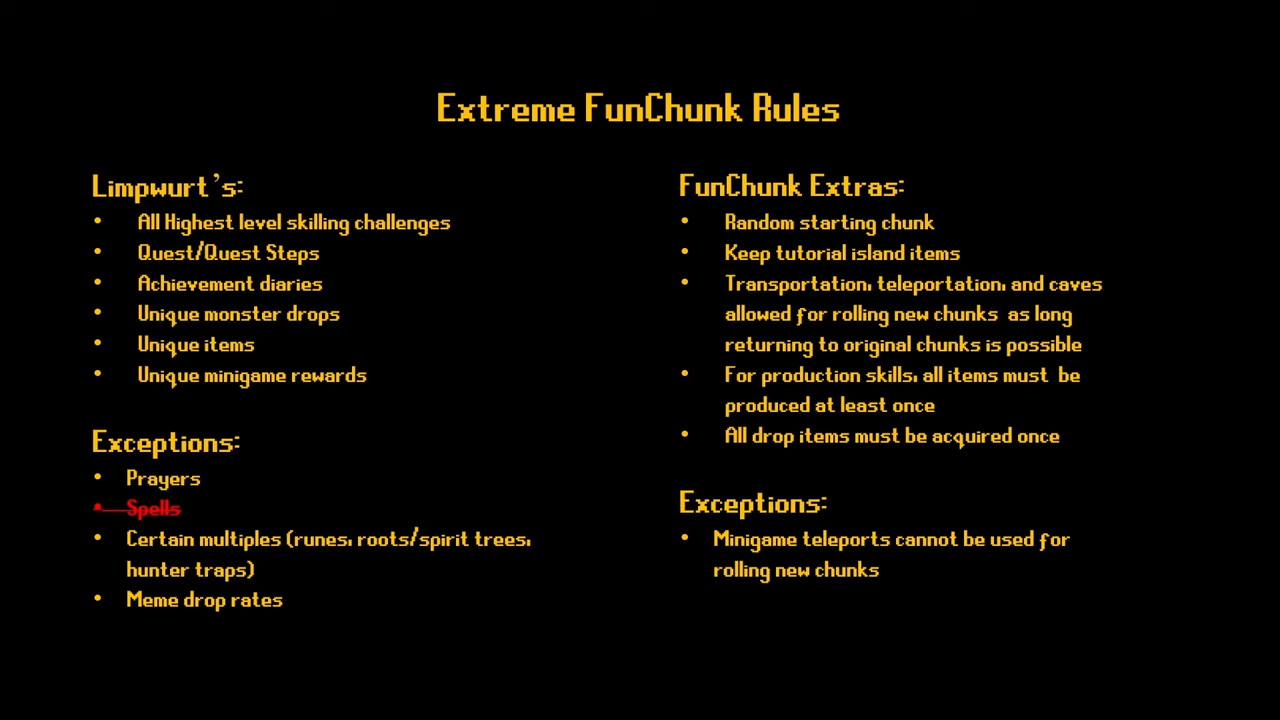 Extreme FunChunk Rules
Limpwurt's:
• All Highest level skilling challenges
• Quest/Quest Steps
• Achievement diaries
• Unique monster drops
• Unique items
• Unique minigame rewards
Exceptions:
• Prayers
• Spells
• Certain multiples (runes, roots/spirit trees,
hunter traps)
• Meme drop rates
FunChunk Extras:
• Random starting chunk
• Keep tutorial island items
• Transportation, teleportation, and caves
allowed for rolling new chunks as long
returning to original chunks is possible
• For production skills, all items must be
produced at least once
• All drop items must be acquired once
Exceptions:
• Minigame teleports cannot be used for
rolling new chunks